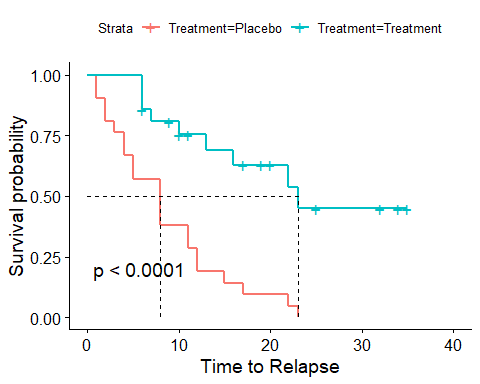 Strata Treatment=Placebo Treatment=Treatment
1.00
0.75
0.50
0.25
0.00
Survival probability
p < 0.0001
0 10 20 30 40
Time to Relapse